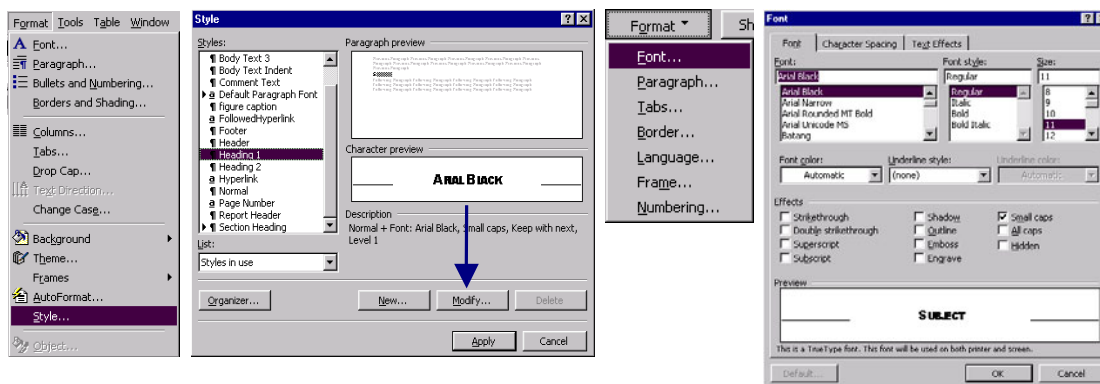 Format Tools Table Window
Font...
Paragraph...
Bullets and Numbering...
Borders and Shading...
Columns...
Tabs...
Drop Cap...
Text Direction...
Change Case...
Background
Theme...
Frames
AutoFormat...
Style...
Object...
Style
Styles:
Body Text 3
Body Text Indent
Comment Text
Default Paragraph Font
figure caption
FollowedHyperlink
Footer
Header
Heading 1
Heading 2
Hyperlink
Normal
Page Number
Report Header
Section Heading
List:
Styles in use
Paragraph preview
Character preview
ARIAL BLACK
Description
Normal + Font: Arial Black, Small caps, Keep with next,
Level 1
Organizer... New... Modify... Delete
Apply Cancel
Format Sh
Font...
Paragraph...
Tabs...
Border...
Language...
Frame...
Numbering...
Font
Font Character Spacing Text Effects
Font: Font style: Size:
Arial Black Regular 11
Arial Black Regular 8
Arial Narrow Italic 9
Arial Rounded MT Bold Bold 10
Arial Unicode MS Bold Italic 11
Batang 12
Font color: Underline style: Underline color:
Automatic (none) Automatic
Effects
Strikethrough Shadow Small caps
Double strikethrough Outline All caps
Superscript Emboss Hidden
Subscript Engrave
Preview
SUBJECT
This is a TrueType font. This font will be used on both printer and screen.
Default... OK Cancel